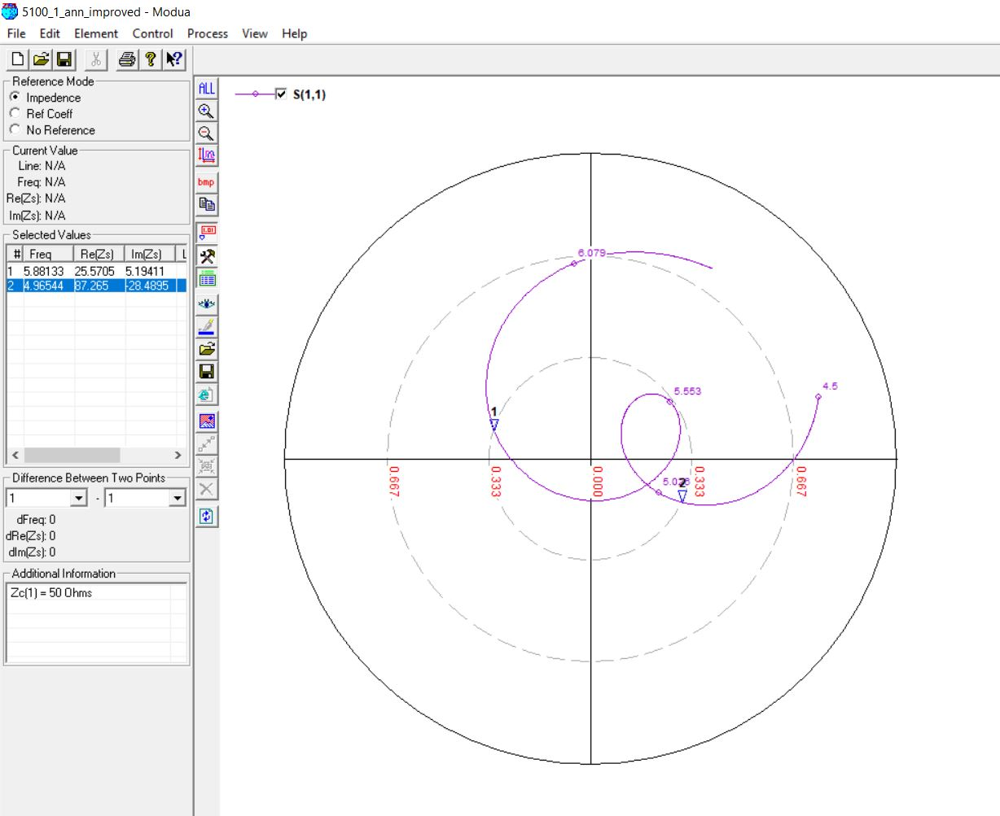 5100_1_ann_improved - Modua
File Edit Element Control Process View Help
Reference Mode
Impedence
Ref Coeff
No Reference
Current Value
Line: N/A
Freq: N/A
Re(Zs): N/A
Im(Zs): N/A
Selected Values
# Freq Re(Zs) Im(Zs) L
1 5.88133 25.5705 5.19411
2 4.96544 87.265 -28.4895
Difference Between Two Points
1 - 1
dFreq: 0
dRe(Zs): 0
dIm(Zs): 0
Additional Information
Zc(1) = 50 Ohms
ALL
bmp
1.01
S(1,1)
6.079
4.5
5.553
1
2
0.667
0.333
0.000
0.333
0.667